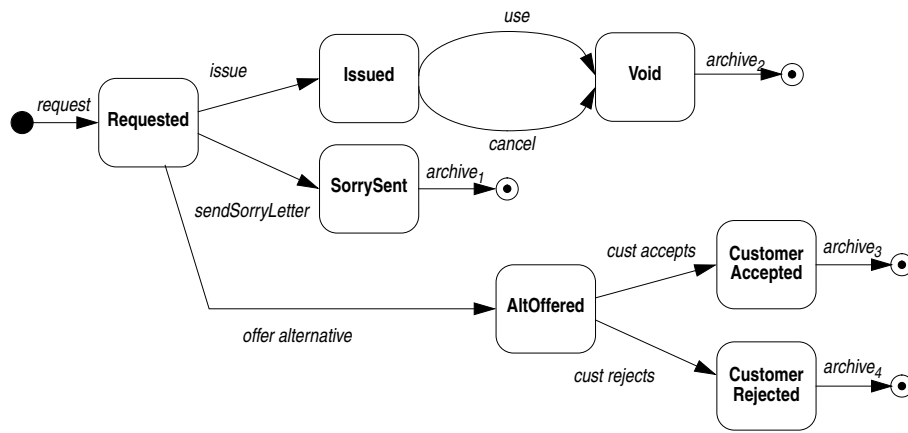 use
issue
Issued
Void
archive2
request
Requested
cancel
SorrySent
archive1
sendSorryLetter
cust accepts
Customer
Accepted
archive3
AltOffered
offer alternative
cust rejects
Customer
Rejected
archive4